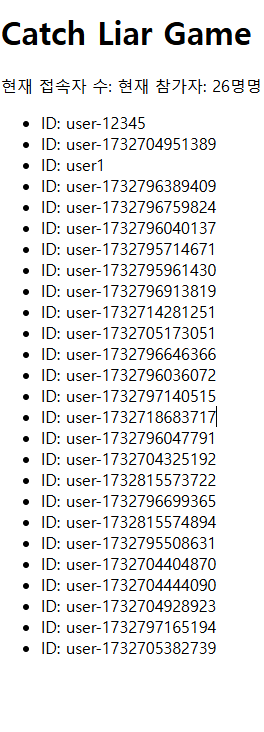 Catch Liar Game
현재 접속자 수: 현재 참가자: 26명명
ID: user-12345
ID: user-1732704951389
ID: user1
ID: user-1732796389409
ID: user-1732796759824
ID: user-1732796040137
ID: user-1732795714671
ID: user-1732795961430
ID: user-1732796913819
ID: user-1732714281251
ID: user-1732705173051
ID: user-1732796646366
ID: user-1732796036072
ID: user-1732797140515
ID: user-1732718683717
ID: user-1732796047791
ID: user-1732704325192
ID: user-1732815573722
ID: user-1732796699365
ID: user-1732815574894
ID: user-1732795508631
ID: user-1732704404870
ID: user-1732704444090
ID: user-1732704928923
ID: user-1732797165194
ID: user-1732705382739